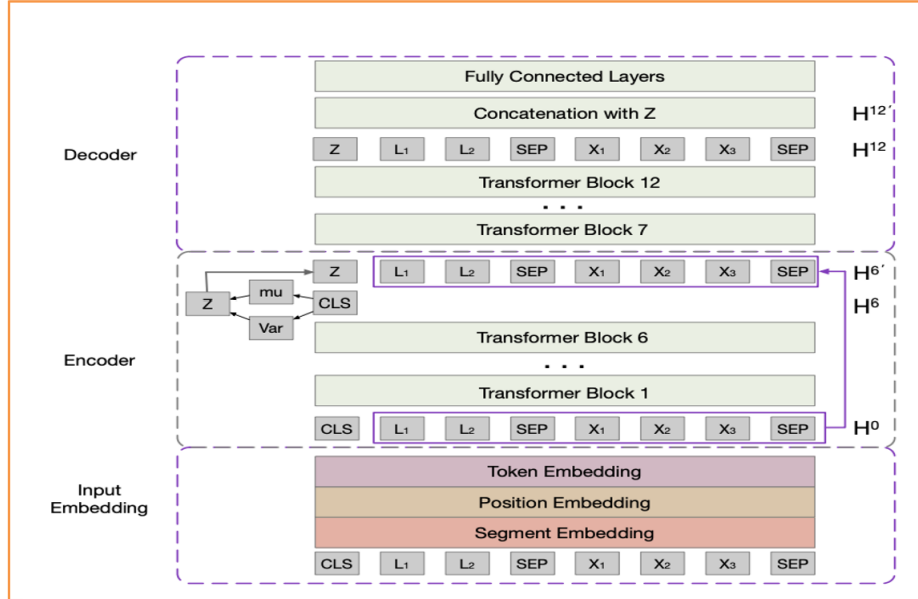 Fully Connected Layers
Concatenation with Z H¹²′
Decoder
Z L₁ L₂ SEP X₁ X₂ X₃ SEP H¹²
Transformer Block 12
...
Transformer Block 7
Z L₁ L₂ SEP X₁ X₂ X₃ SEP H⁶′
mu
Z CLS H⁶
Var
Transformer Block 6
Encoder
...
Transformer Block 1
CLS L₁ L₂ SEP X₁ X₂ X₃ SEP H⁰
Token Embedding
Input
Embedding
Position Embedding
Segment Embedding
CLS L₁ L₂ SEP X₁ X₂ X₃ SEP